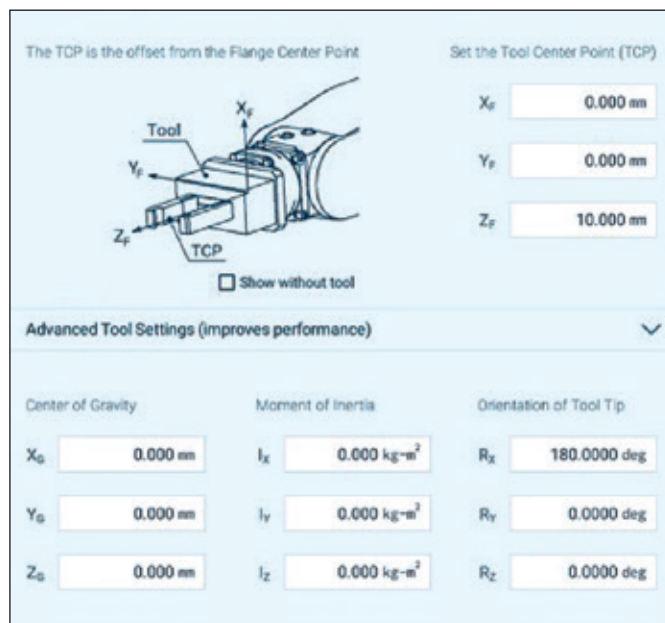 The TCP is the offset from the Flange Center Point
Set the Tool Center Point (TCP)
X_F
Tool
Y_F
Z_F
TCP
Show without tool
X_F 0.000 mm
Y_F 0.000 mm
Z_F 10.000 mm
Advanced Tool Settings (improves performance)
Center of Gravity Moment of Inertia Orientation of Tool Tip
X_G 0.000 mm I_X 0.000 kg-m² R_X 180.0000 deg
Y_G 0.000 mm I_Y 0.000 kg-m² R_Y 0.0000 deg
Z_G 0.000 mm I_Z 0.000 kg-m² R_Z 0.0000 deg